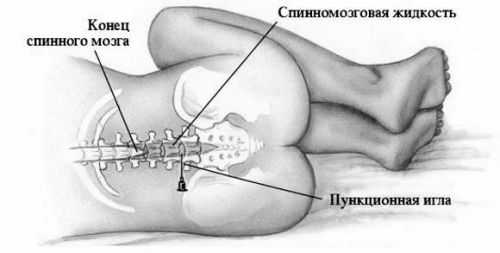 Конец
спинного мозга
Спинномозговая жидкость
Пункционная игла